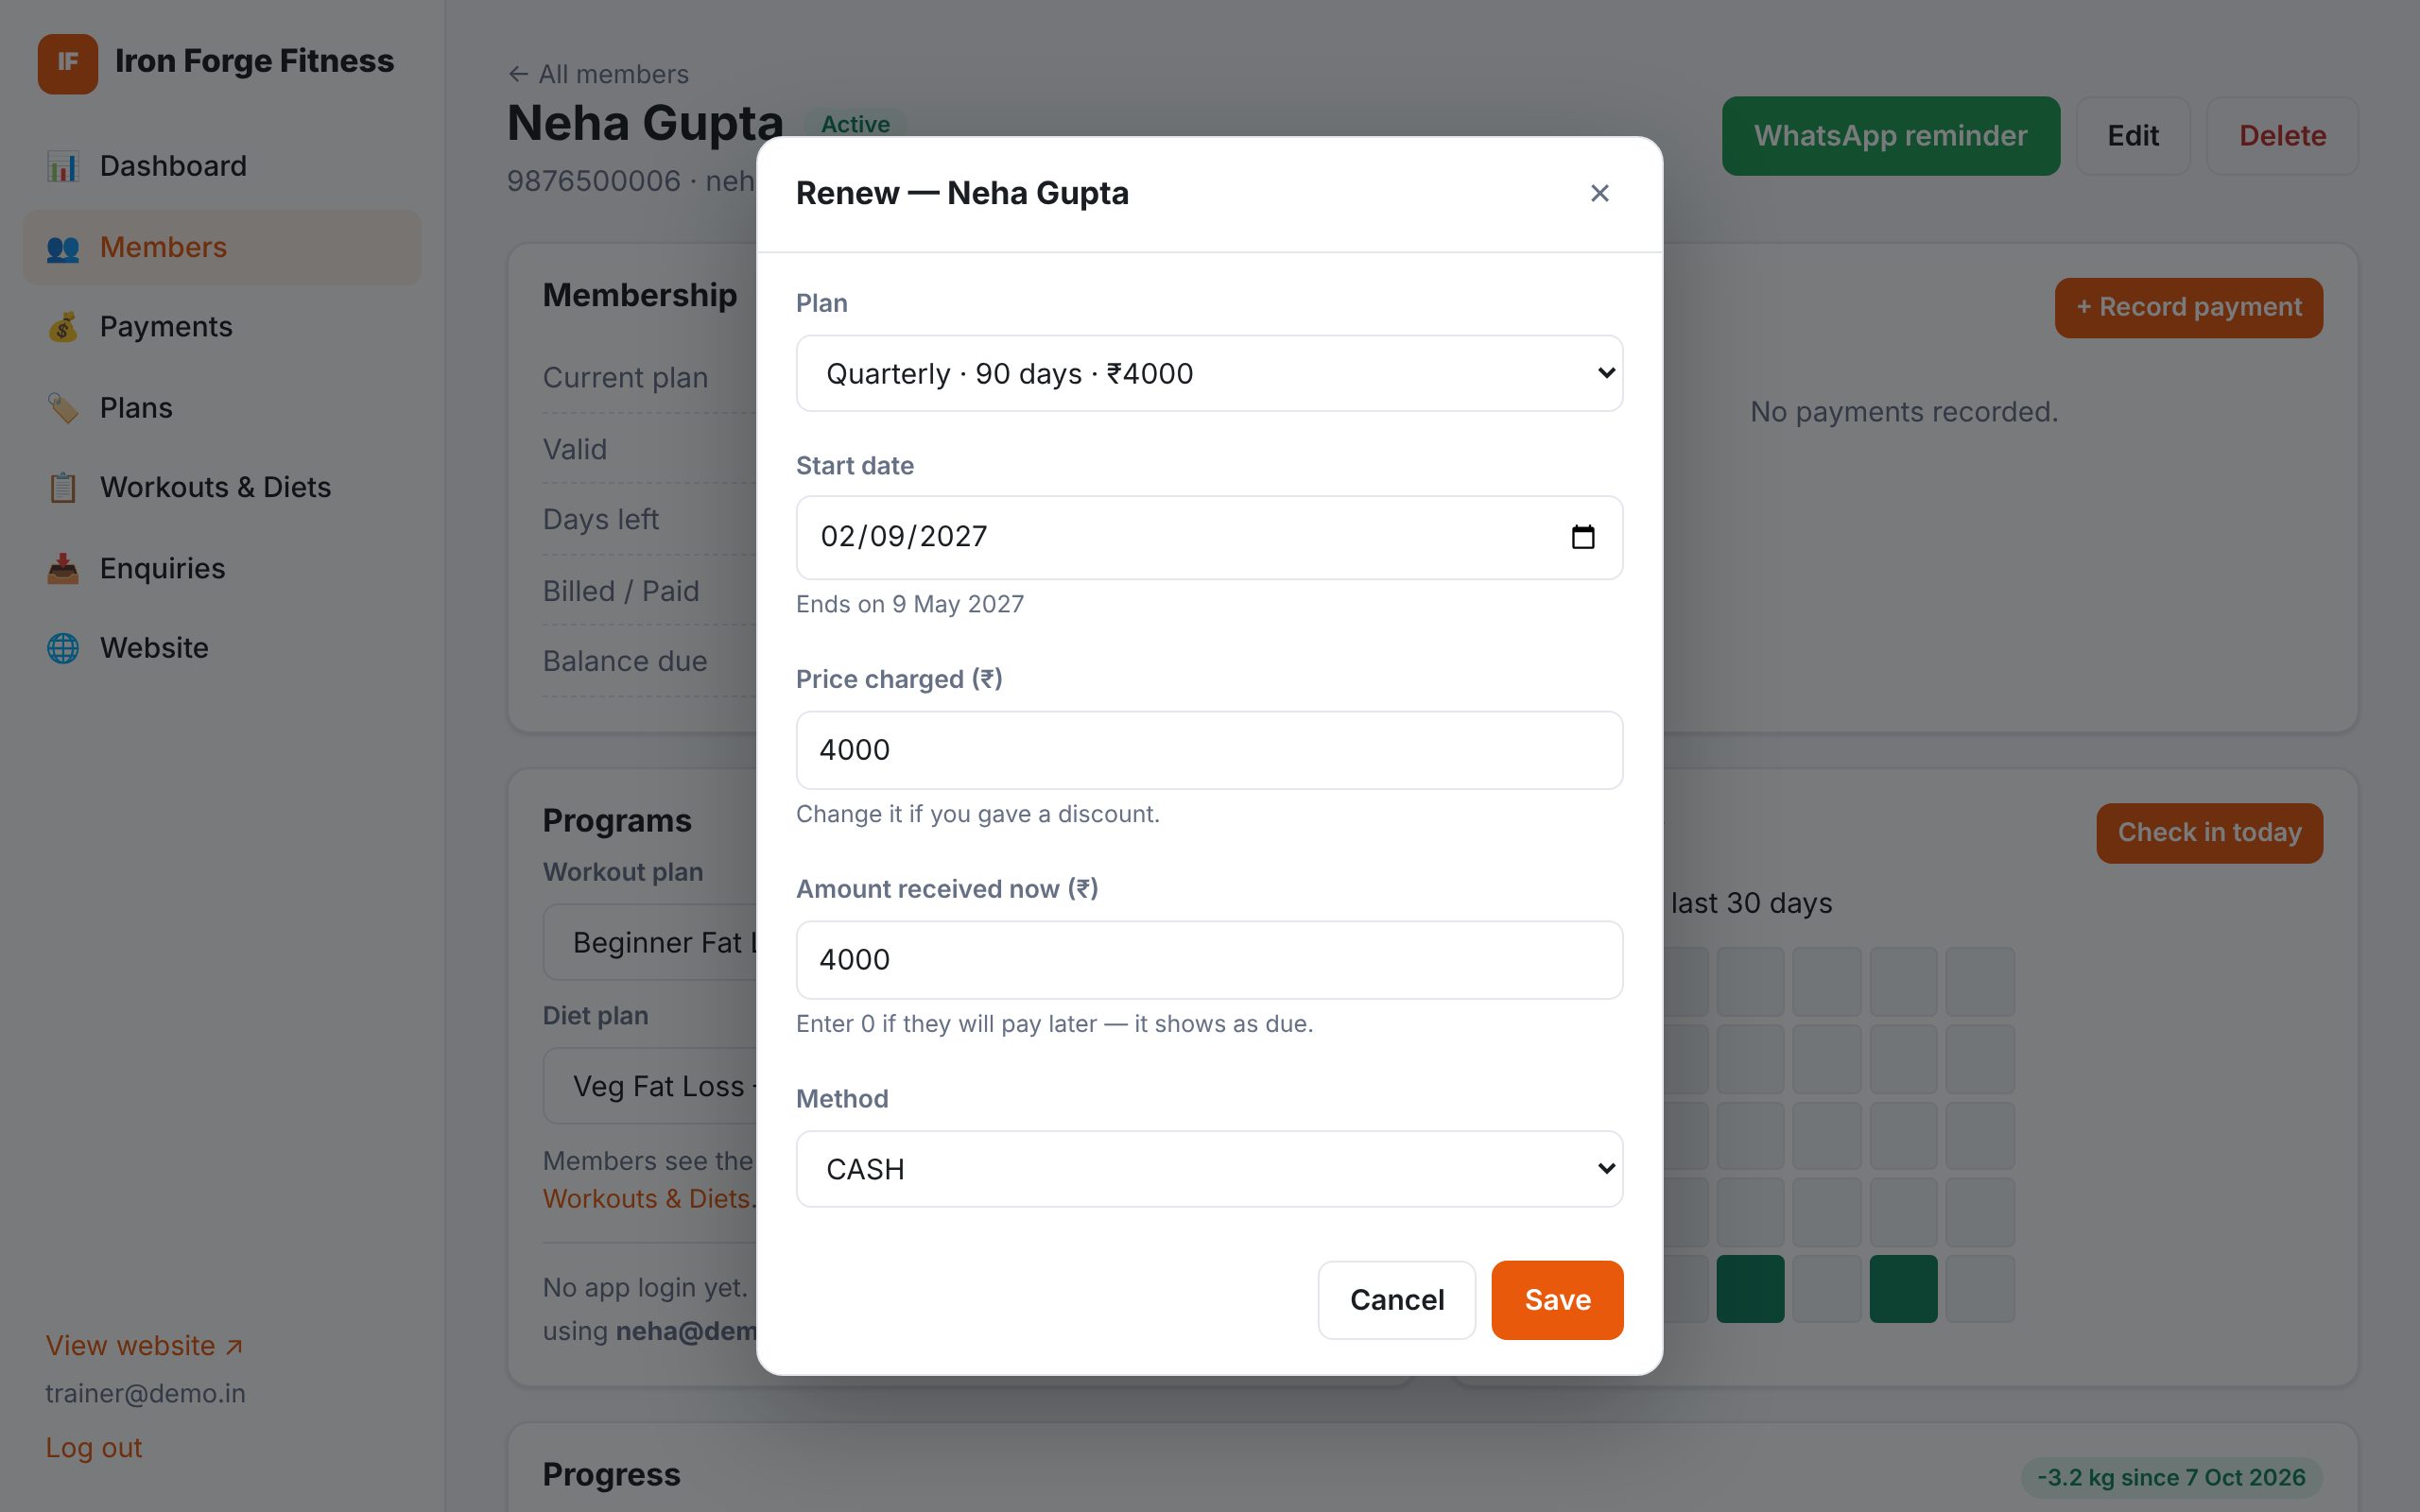 IF Iron Forge Fitness
Dashboard
Members
Payments
Plans
Workouts & Diets
Enquiries
Website
View website ↗
trainer@demo.in
Log out
← All members
Neha Gupta Active
9876500006 ·
WhatsApp reminder Edit Delete
Membership
Current plan
Valid
Days left
Billed / Paid
Balance due
+ Record payment
No payments recorded.
Programs
Workout plan
Beginner Fat
Diet plan
Veg Fat Loss
Members see the
Workouts & Diets.
No app login yet.
using neha@dem
Check in today
last 30 days
Progress
-3.2 kg since 7 Oct 2026
Renew — Neha Gupta ×
Plan
Quarterly · 90 days · ₹4000
Start date
02/09/2027
Ends on 9 May 2027
Price charged (₹)
4000
Change it if you gave a discount.
Amount received now (₹)
4000
Enter 0 if they will pay later — it shows as due.
Method
CASH
Cancel Save